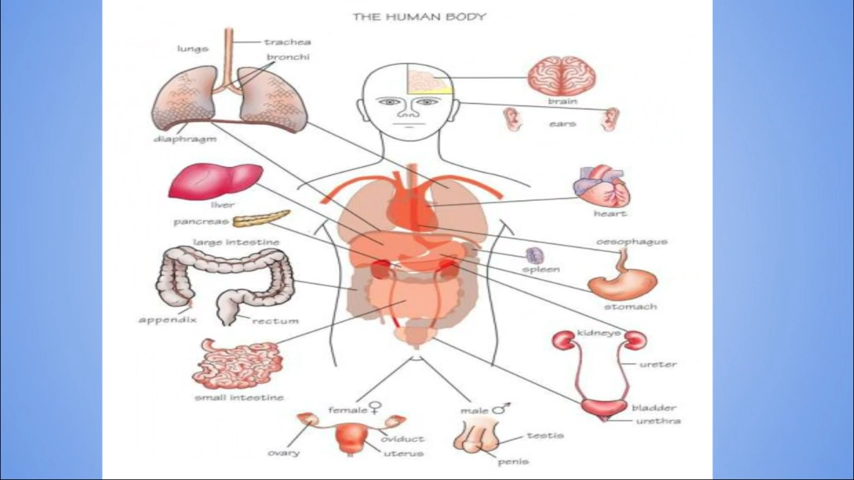 THE HUMAN BODY
lungs
trachea
bronchi
diaphragm
brain
ears
liver
pancreas
heart
large intestine
oesophagus
spleen
stomach
appendix
rectum
kidneys
ureter
small intestine
bladder
urethra
female ♀
male ♂
ovary
oviduct
uterus
testis
penis